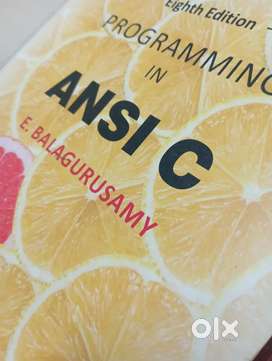 Eighth Edition
PROGRAMMING
IN
ANSI C
E. BALAGURUSAMY
olx